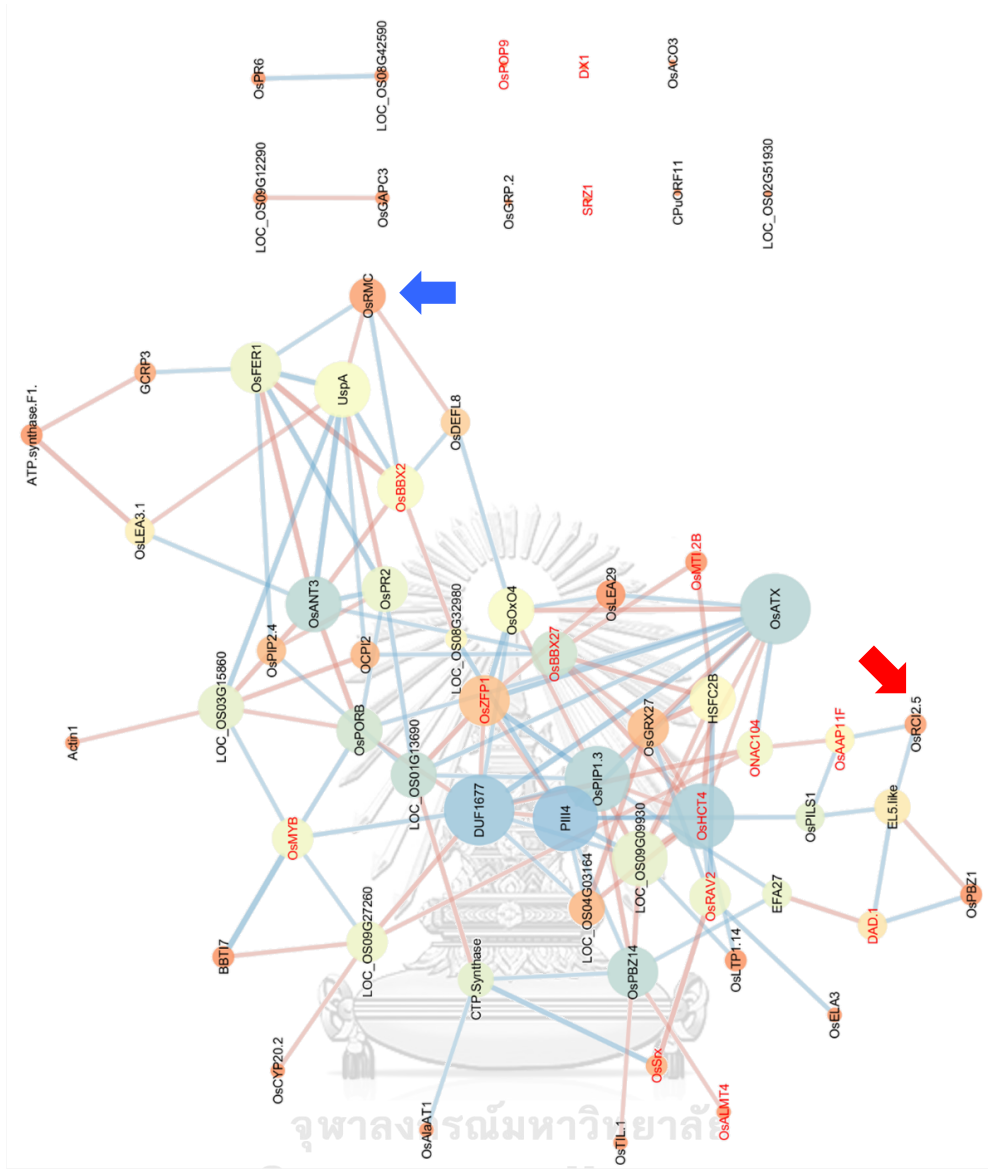 OsPR6
LOC_OS08G42590
OsPOP9
DX1
OsACO3
LOC_OS09G12290
OsGAPC3
OsGRP.2
SRZ1
CPuORF11
LOC_OS02G51930
OsRMC
GCRP3
OsFER1
UspA
ATP.synthase.F1.
OsDEFL8
OsBBX2
OsLEA3.1
OsANT3
OsPR2
OsMTI.2B
OsLEA29
OsOxO4
OsATX
LOC_OS08G32980
OsPIP2.4
OCPI2
OsBBX27
LOC_OS03G15860
OsZFP1
HSFC2B
Actin1
OsPORB
OsGRX27
OsRCI2.5
OsAAP11F
ONAC104
LOC_OS01G13690
OsPIP1.3
DUF1677
PIII4
OsHCT4
OsPILS1
EL5.like
OsMYB
LOC_OS09G09930
OsPBZ1
EFA27
OsRAV2
LOC_OS04G03164
DAD.1
BBTI7
LOC_OS09G27260
OsLTP1.14
OsPBZ14
CTP.Synthase
OsELA3
OsCYP20.2
OsSrx
OsAlaAT1
OsTIL.1
OsALMT4
จุฬาลงกรณ์มหาวิทยาลัย